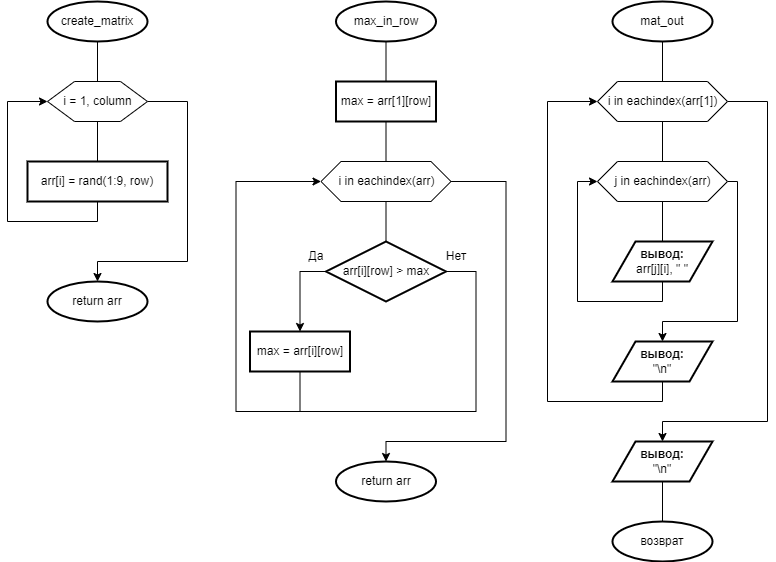 create_matrix
i = 1, column
arr[i] = rand(1:9, row)
return arr
max_in_row
max = arr[1][row]
i in eachindex(arr)
Да
Нет
arr[i][row] > max
max = arr[i][row]
return arr
mat_out
i in eachindex(arr[1])
j in eachindex(arr)
вывод:
arr[j][i], " "
вывод:
"\n"
вывод:
"\n"
возврат